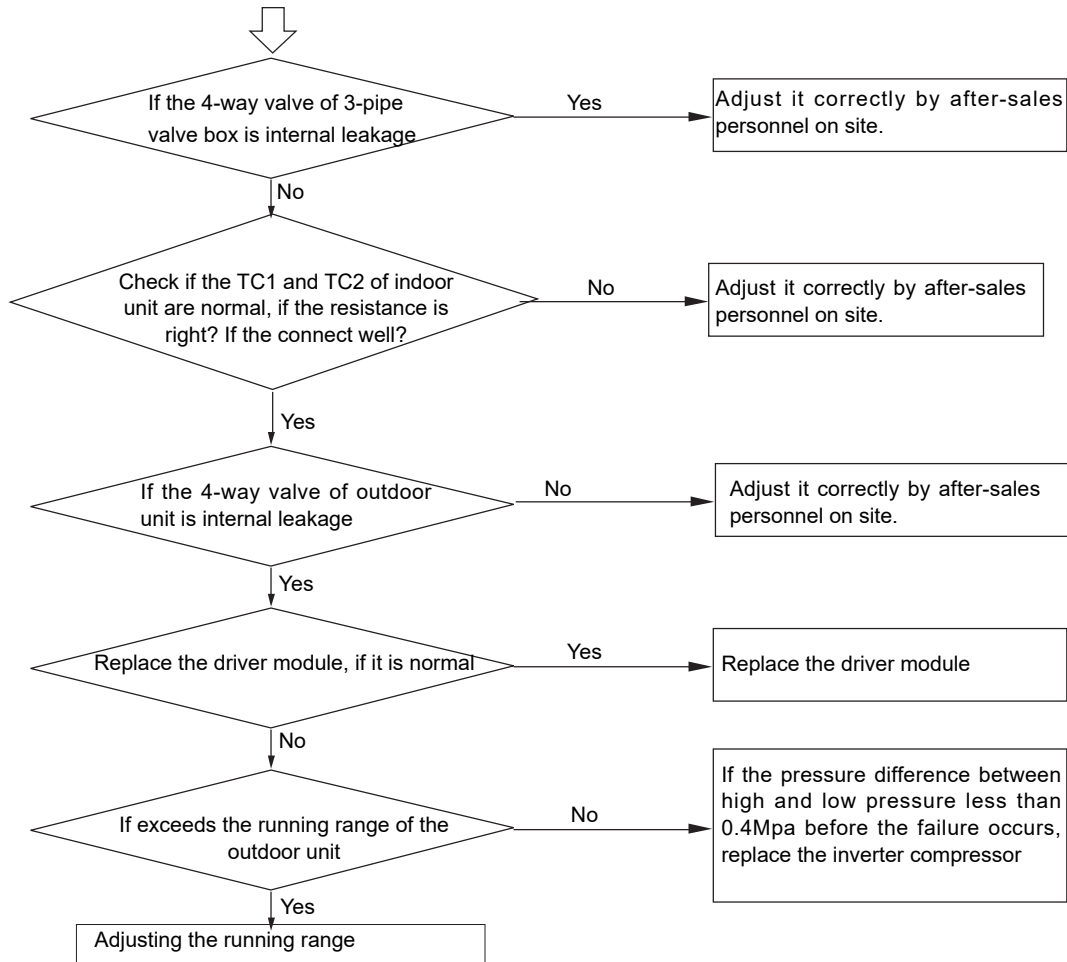 If the 4-way valve of 3-pipe
valve box is internal leakage
Yes
Adjust it correctly by after-sales
personnel on site.
No
Check if the TC1 and TC2 of indoor
unit are normal, if the resistance is
right? If the connect well?
No
Adjust it correctly by after-sales
personnel on site.
Yes
If the 4-way valve of outdoor
unit is internal leakage
No
Adjust it correctly by after-sales
personnel on site.
Yes
Replace the driver module, if it is normal
Yes
Replace the driver module
No
If exceeds the running range of the
outdoor unit
No
If the pressure difference between
high and low pressure less than
0.4Mpa before the failure occurs,
replace the inverter compressor
Yes
Adjusting the running range